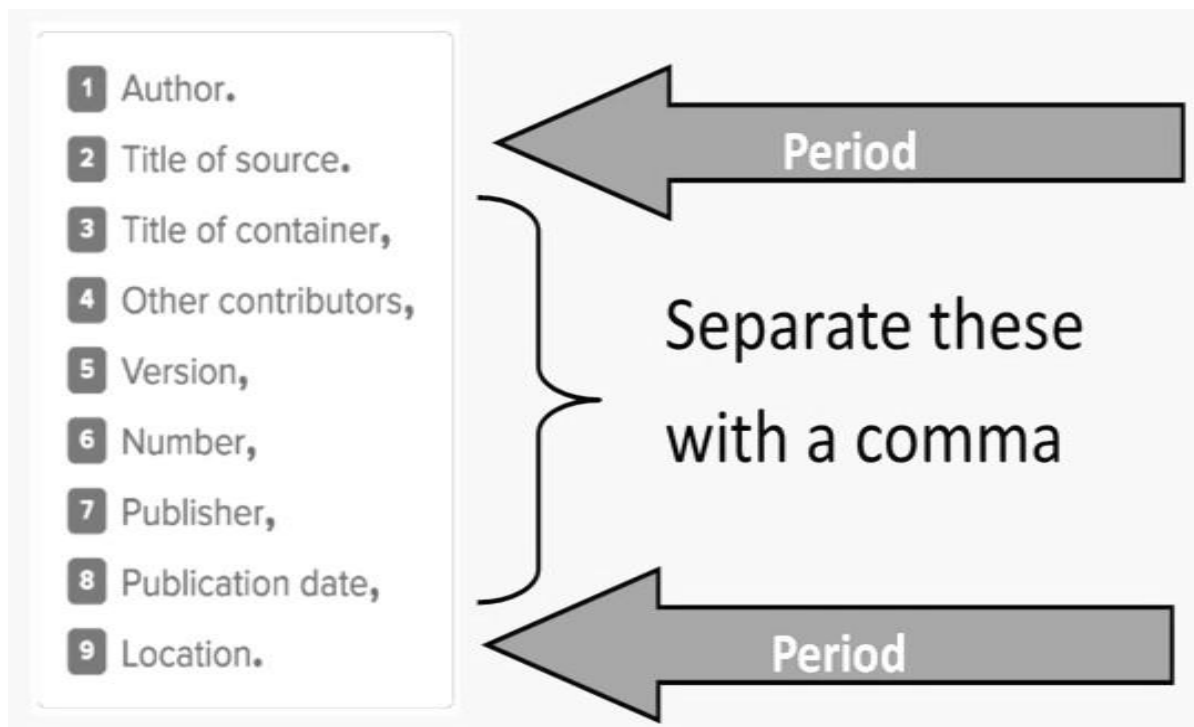 1 Author.
2 Title of source.
3 Title of container,
4 Other contributors,
5 Version,
6 Number,
7 Publisher,
8 Publication date,
9 Location.
Period
Separate these
with a comma
Period